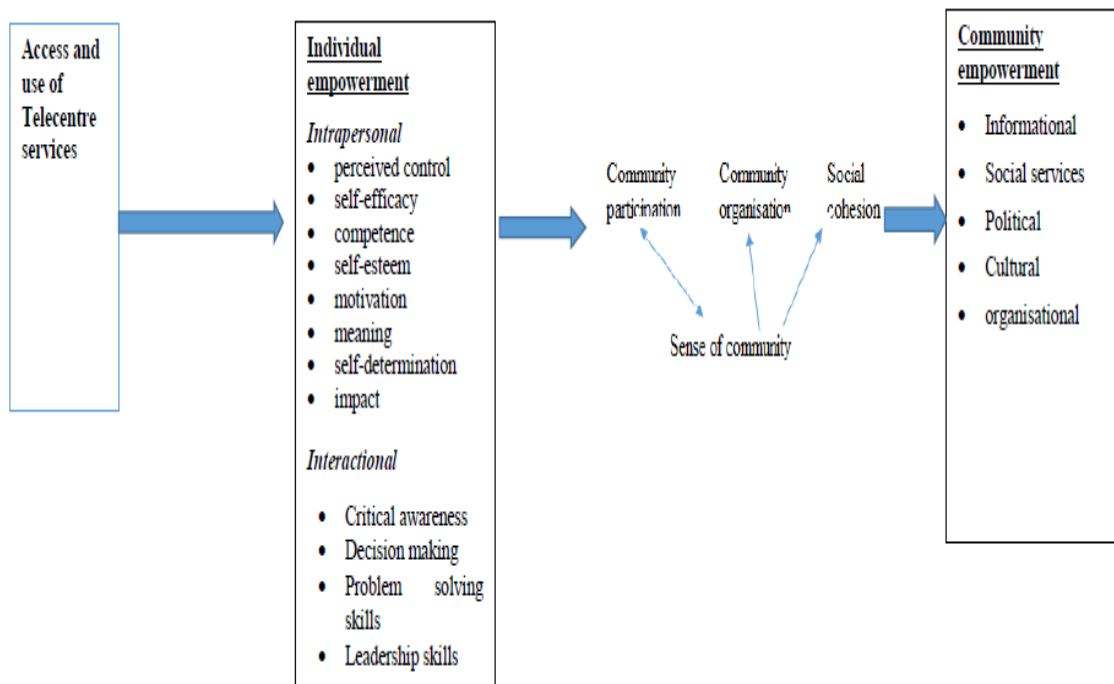 Access and
use of
Telecentre
services
Individual
empowerment
Intrapersonal
• perceived control
• self-efficacy
• competence
• self-esteem
• motivation
• meaning
• self-determination
• impact
Interactional
• Critical awareness
• Decision making
• Problem solving
skills
• Leadership skills
Community
participation
Community
organisation
Social
cohesion
Sense of community
Community
empowerment
• Informational
• Social services
• Political
• Cultural
• organisational